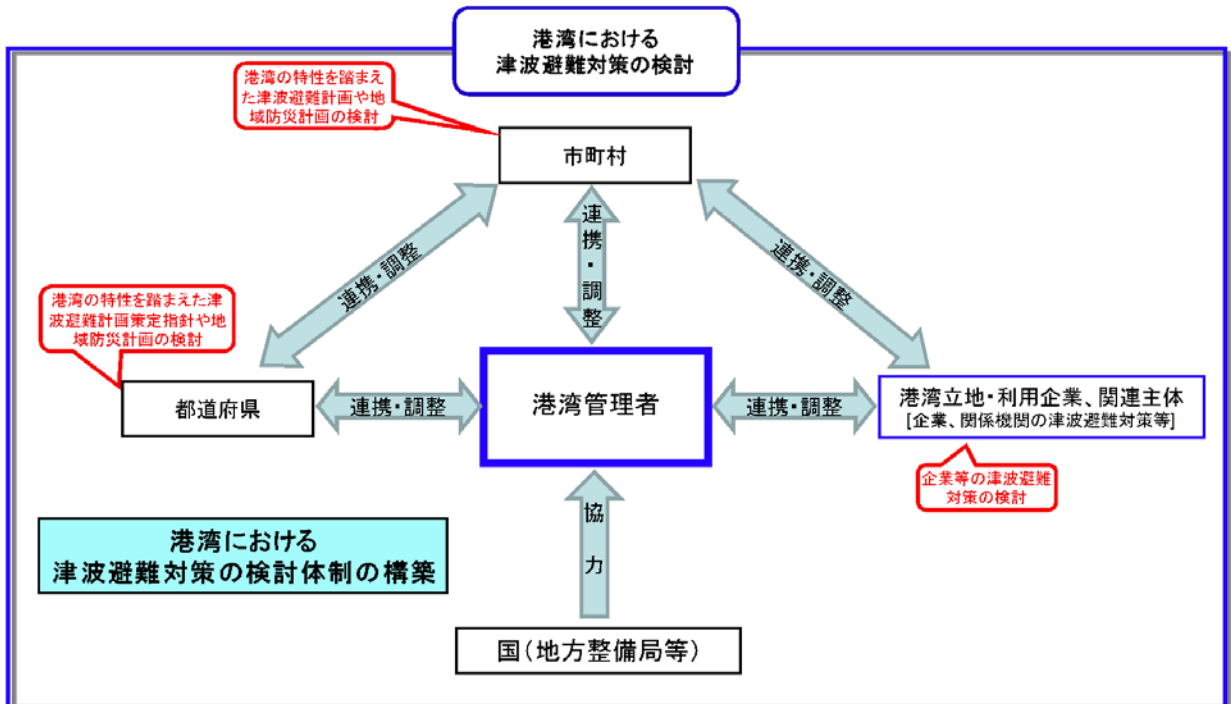 港湾における
津波避難対策の検討
港湾の特性を踏まえ
た津波避難計画や地
域防災計画の検討
市町村
連携・調整
連携・調整
連携・調整
港湾の特性を踏まえた津
波避難計画策定指針や地
域防災計画の検討
都道府県
連携・調整
港湾管理者
連携・調整
港湾立地・利用企業、関連主体
[企業、関係機関の津波避難対策等]
企業等の津波避難
対策の検討
港湾における
津波避難対策の検討体制の構築
協力
国(地方整備局等)